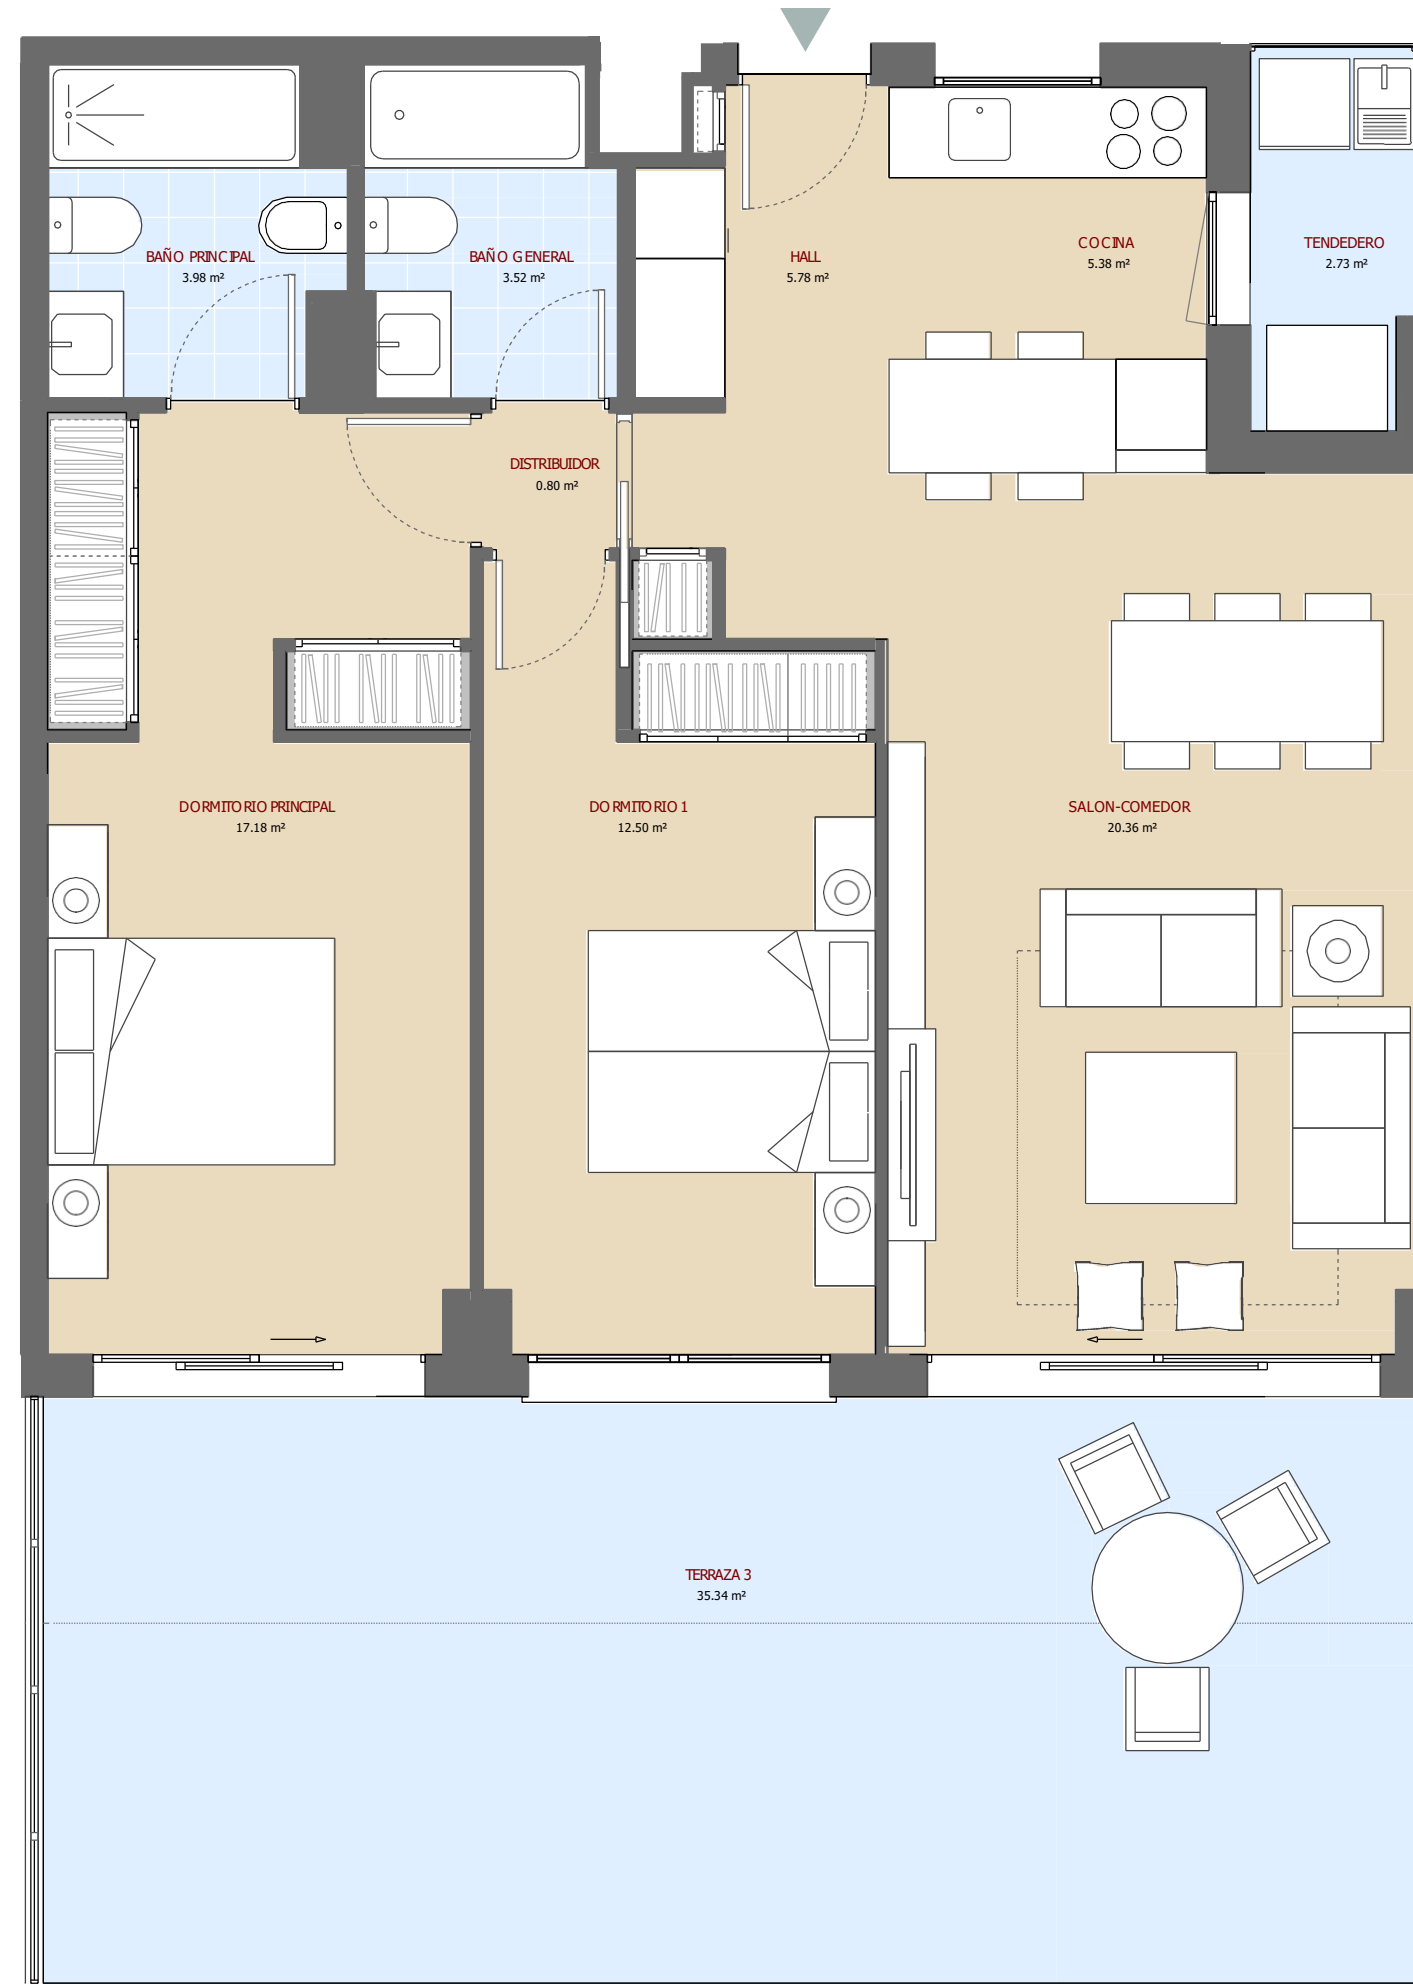 BAÑO PRINCIPAL
3.98 m²
BAÑO GENERAL
3.52 m²
HALL
5.78 m²
COCINA
5.38 m²
TENDEDERO
2.73 m²
DISTRIBUIDOR
0.80 m²
DORMITORIO PRINCIPAL
17.18 m²
DORMITORIO 1
12.50 m²
SALON-COMEDOR
20.36 m²
TERRAZA 3
35.34 m²